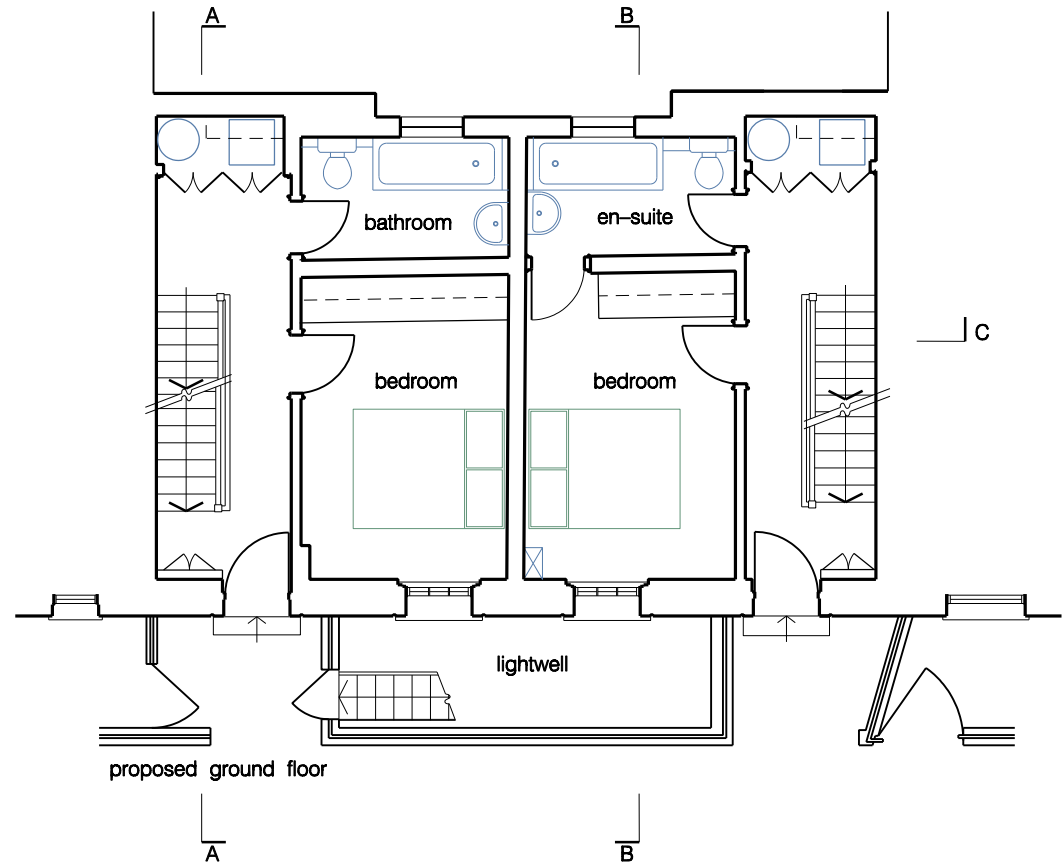 A
B
bathroom
en-suite
C
bedroom
bedroom
lightwell
proposed ground floor
A
B